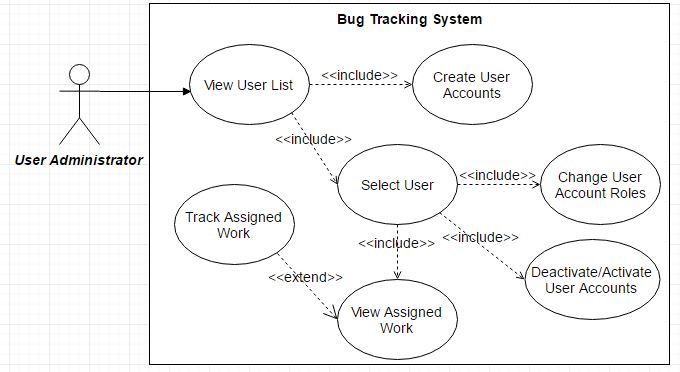 Bug Tracking System
View User List
<<include>>
Create User
Accounts
User Administrator
<<include>>
Select User
<<include>>
Change User
Account Roles
Track Assigned
Work
<<include>>
<<include>>
Deactivate/Activate
User Accounts
<<extend>>
View Assigned
Work